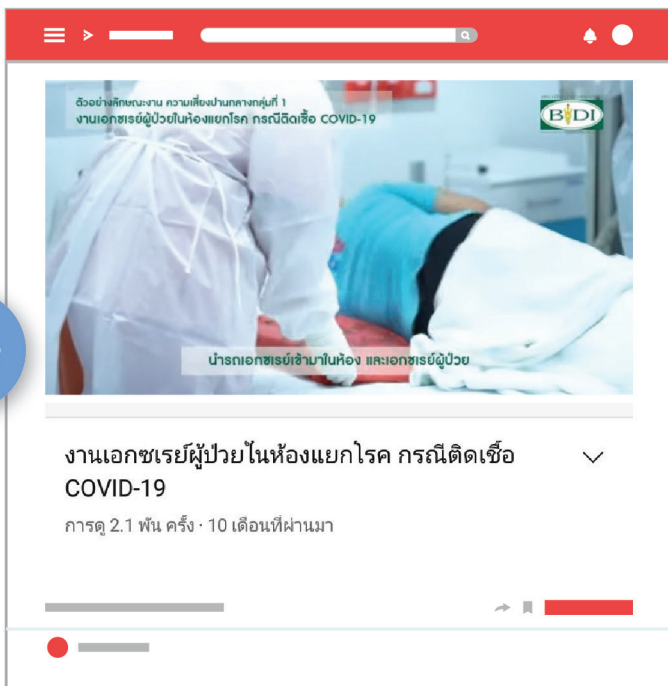 ตัวอย่างลักษณะงาน ความเสี่ยงปานกลางกลุ่มที่ 1
งานเอกซเรย์ผู้ป่วยในห้องแยกโรค กรณีติดเชื้อ COVID-19
BIDI
นำรถเอกซเรย์เข้ามาในห้อง และเอกซเรย์ผู้ป่วย
งานเอกซเรย์ผู้ป่วยในห้องแยกโรค กรณีติดเชื้อ
COVID-19
การดู 2.1 พัน ครั้ง · 10 เดือนที่ผ่านมา